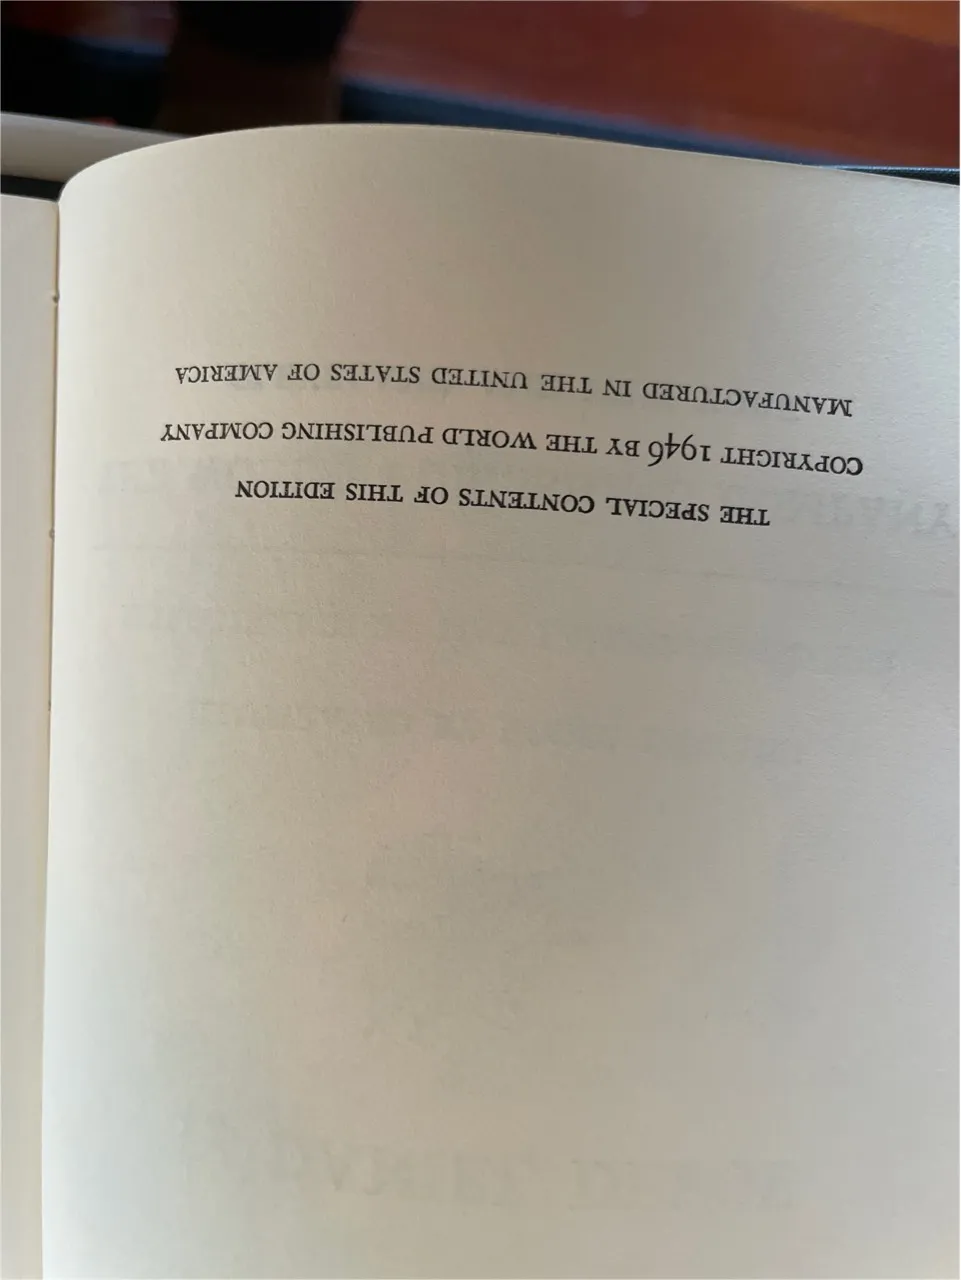 THE SPECIAL CONTENTS OF THIS EDITION
COPYRIGHT 1946 BY THE WORLD PUBLISHING COMPANY
MANUFACTURED IN THE UNITED STATES OF AMERICA